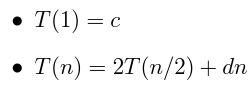 • T(1) = c
• T(n) = 2T(n/2) + dn